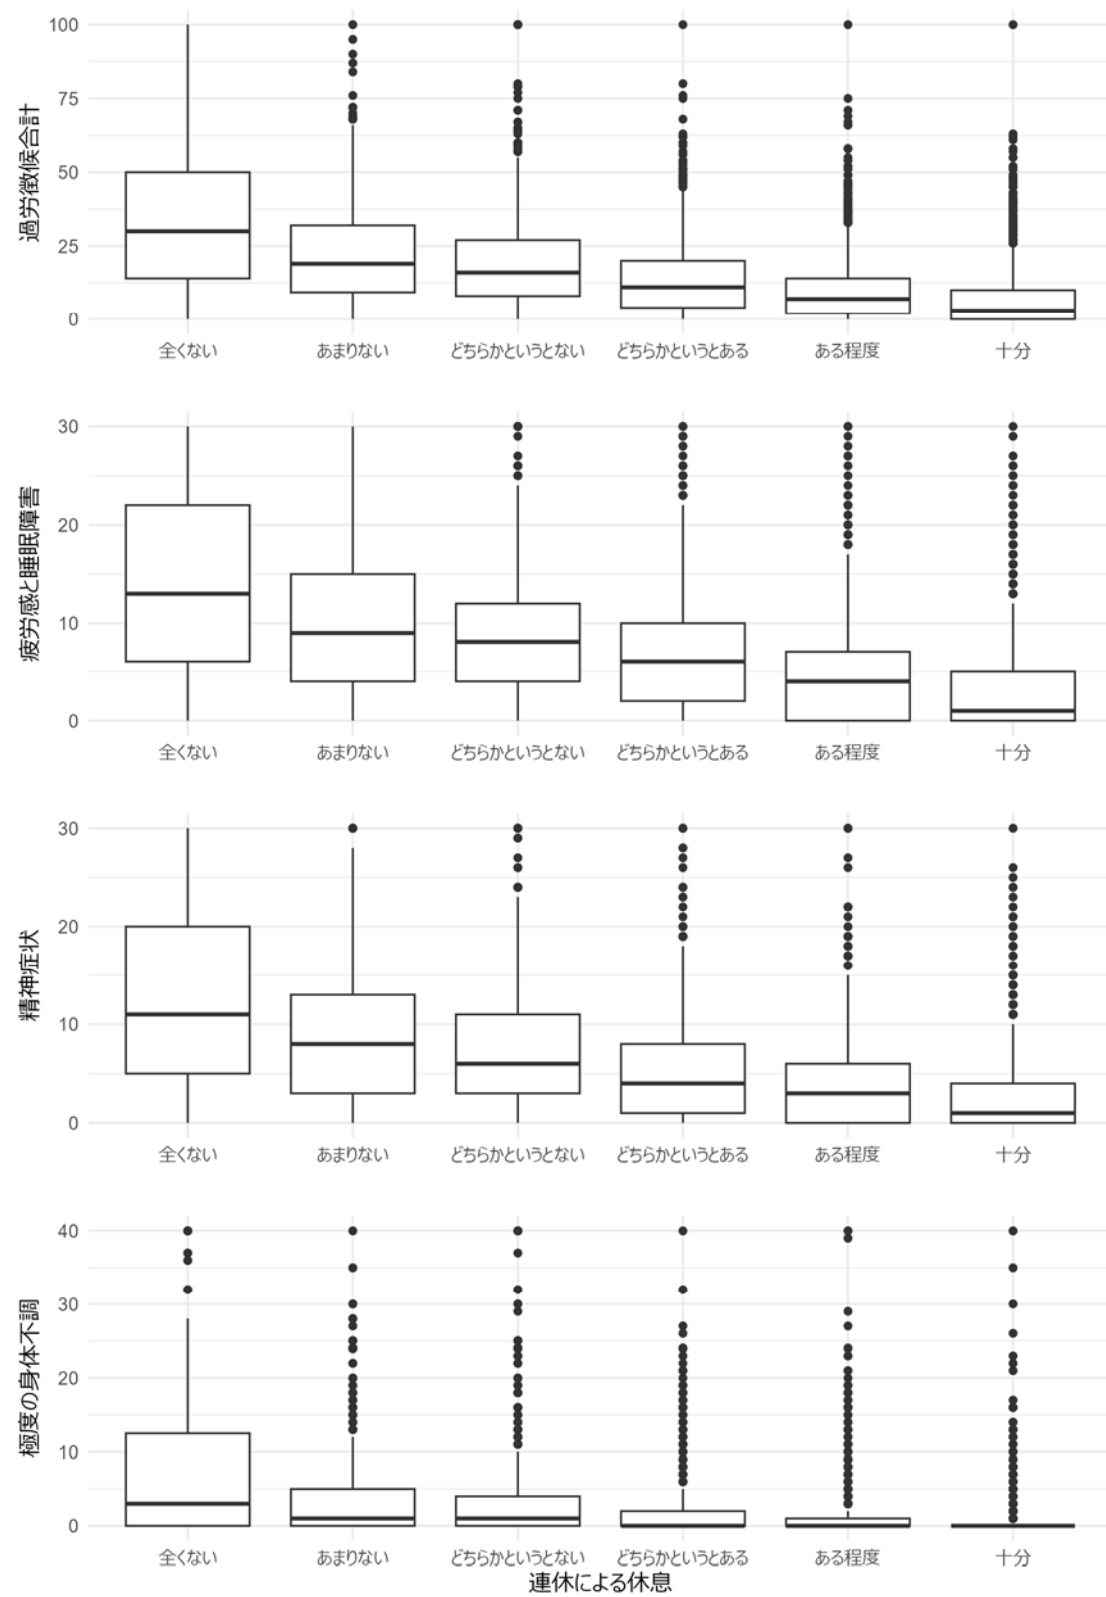 過労徴候合計
100
75
50
25
0
全くない あまりない どちらかというとない どちらかというとある ある程度 十分
疲労感と睡眠障害
30
20
10
0
全くない あまりない どちらかというとない どちらかというとある ある程度 十分
精神症状
30
20
10
0
全くない あまりない どちらかというとない どちらかというとある ある程度 十分
極度の身体不調
40
30
20
10
0
全くない あまりない どちらかというとない どちらかというとある ある程度 十分
連休による休息